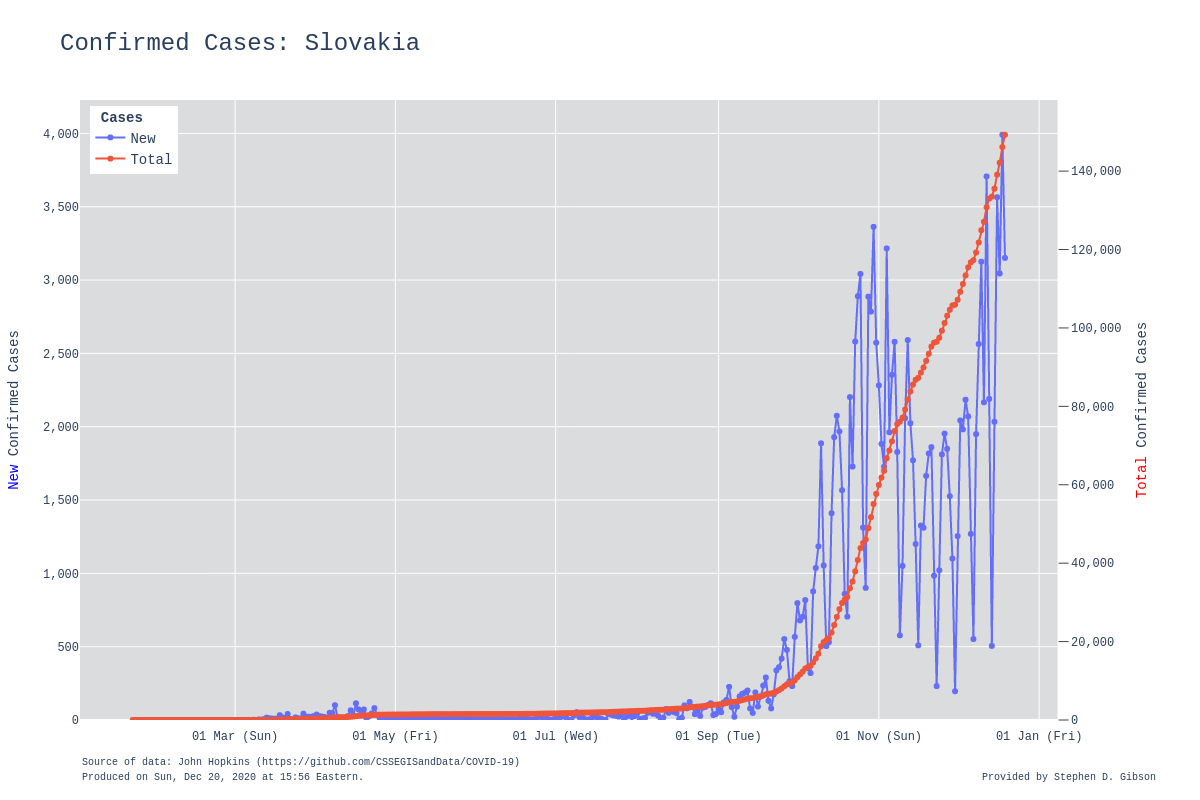 Confirmed Cases: Slovakia
Cases
New
Total
4,000
3,500
3,000
2,500
2,000
1,500
1,000
500
0
New Confirmed Cases
140,000
120,000
100,000
80,000
60,000
40,000
20,000
0
Total Confirmed Cases
01 Mar (Sun) 01 May (Fri) 01 Jul (Wed) 01 Sep (Tue) 01 Nov (Sun) 01 Jan (Fri)
Source of data: John Hopkins (https://github.com/CSSEGISandData/COVID-19)
Produced on Sun, Dec 20, 2020 at 15:56 Eastern.
Provided by Stephen D. Gibson